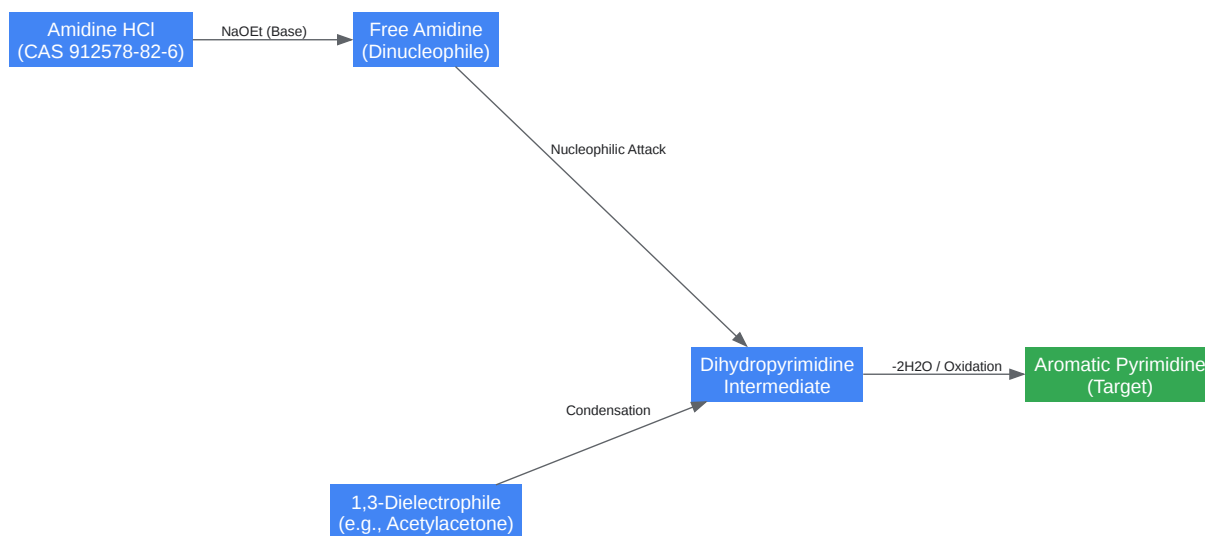 Amidine HCl
(CAS 912578-82-6)
NaOEt (Base)
Free Amidine
(Dinucleophile)
Nucleophilic Attack
Dihydropyrimidine
Intermediate
-2H2O / Oxidation
Aromatic Pyrimidine
(Target)
Condensation
1,3-Dielectrophile
(e.g., Acetylacetone)